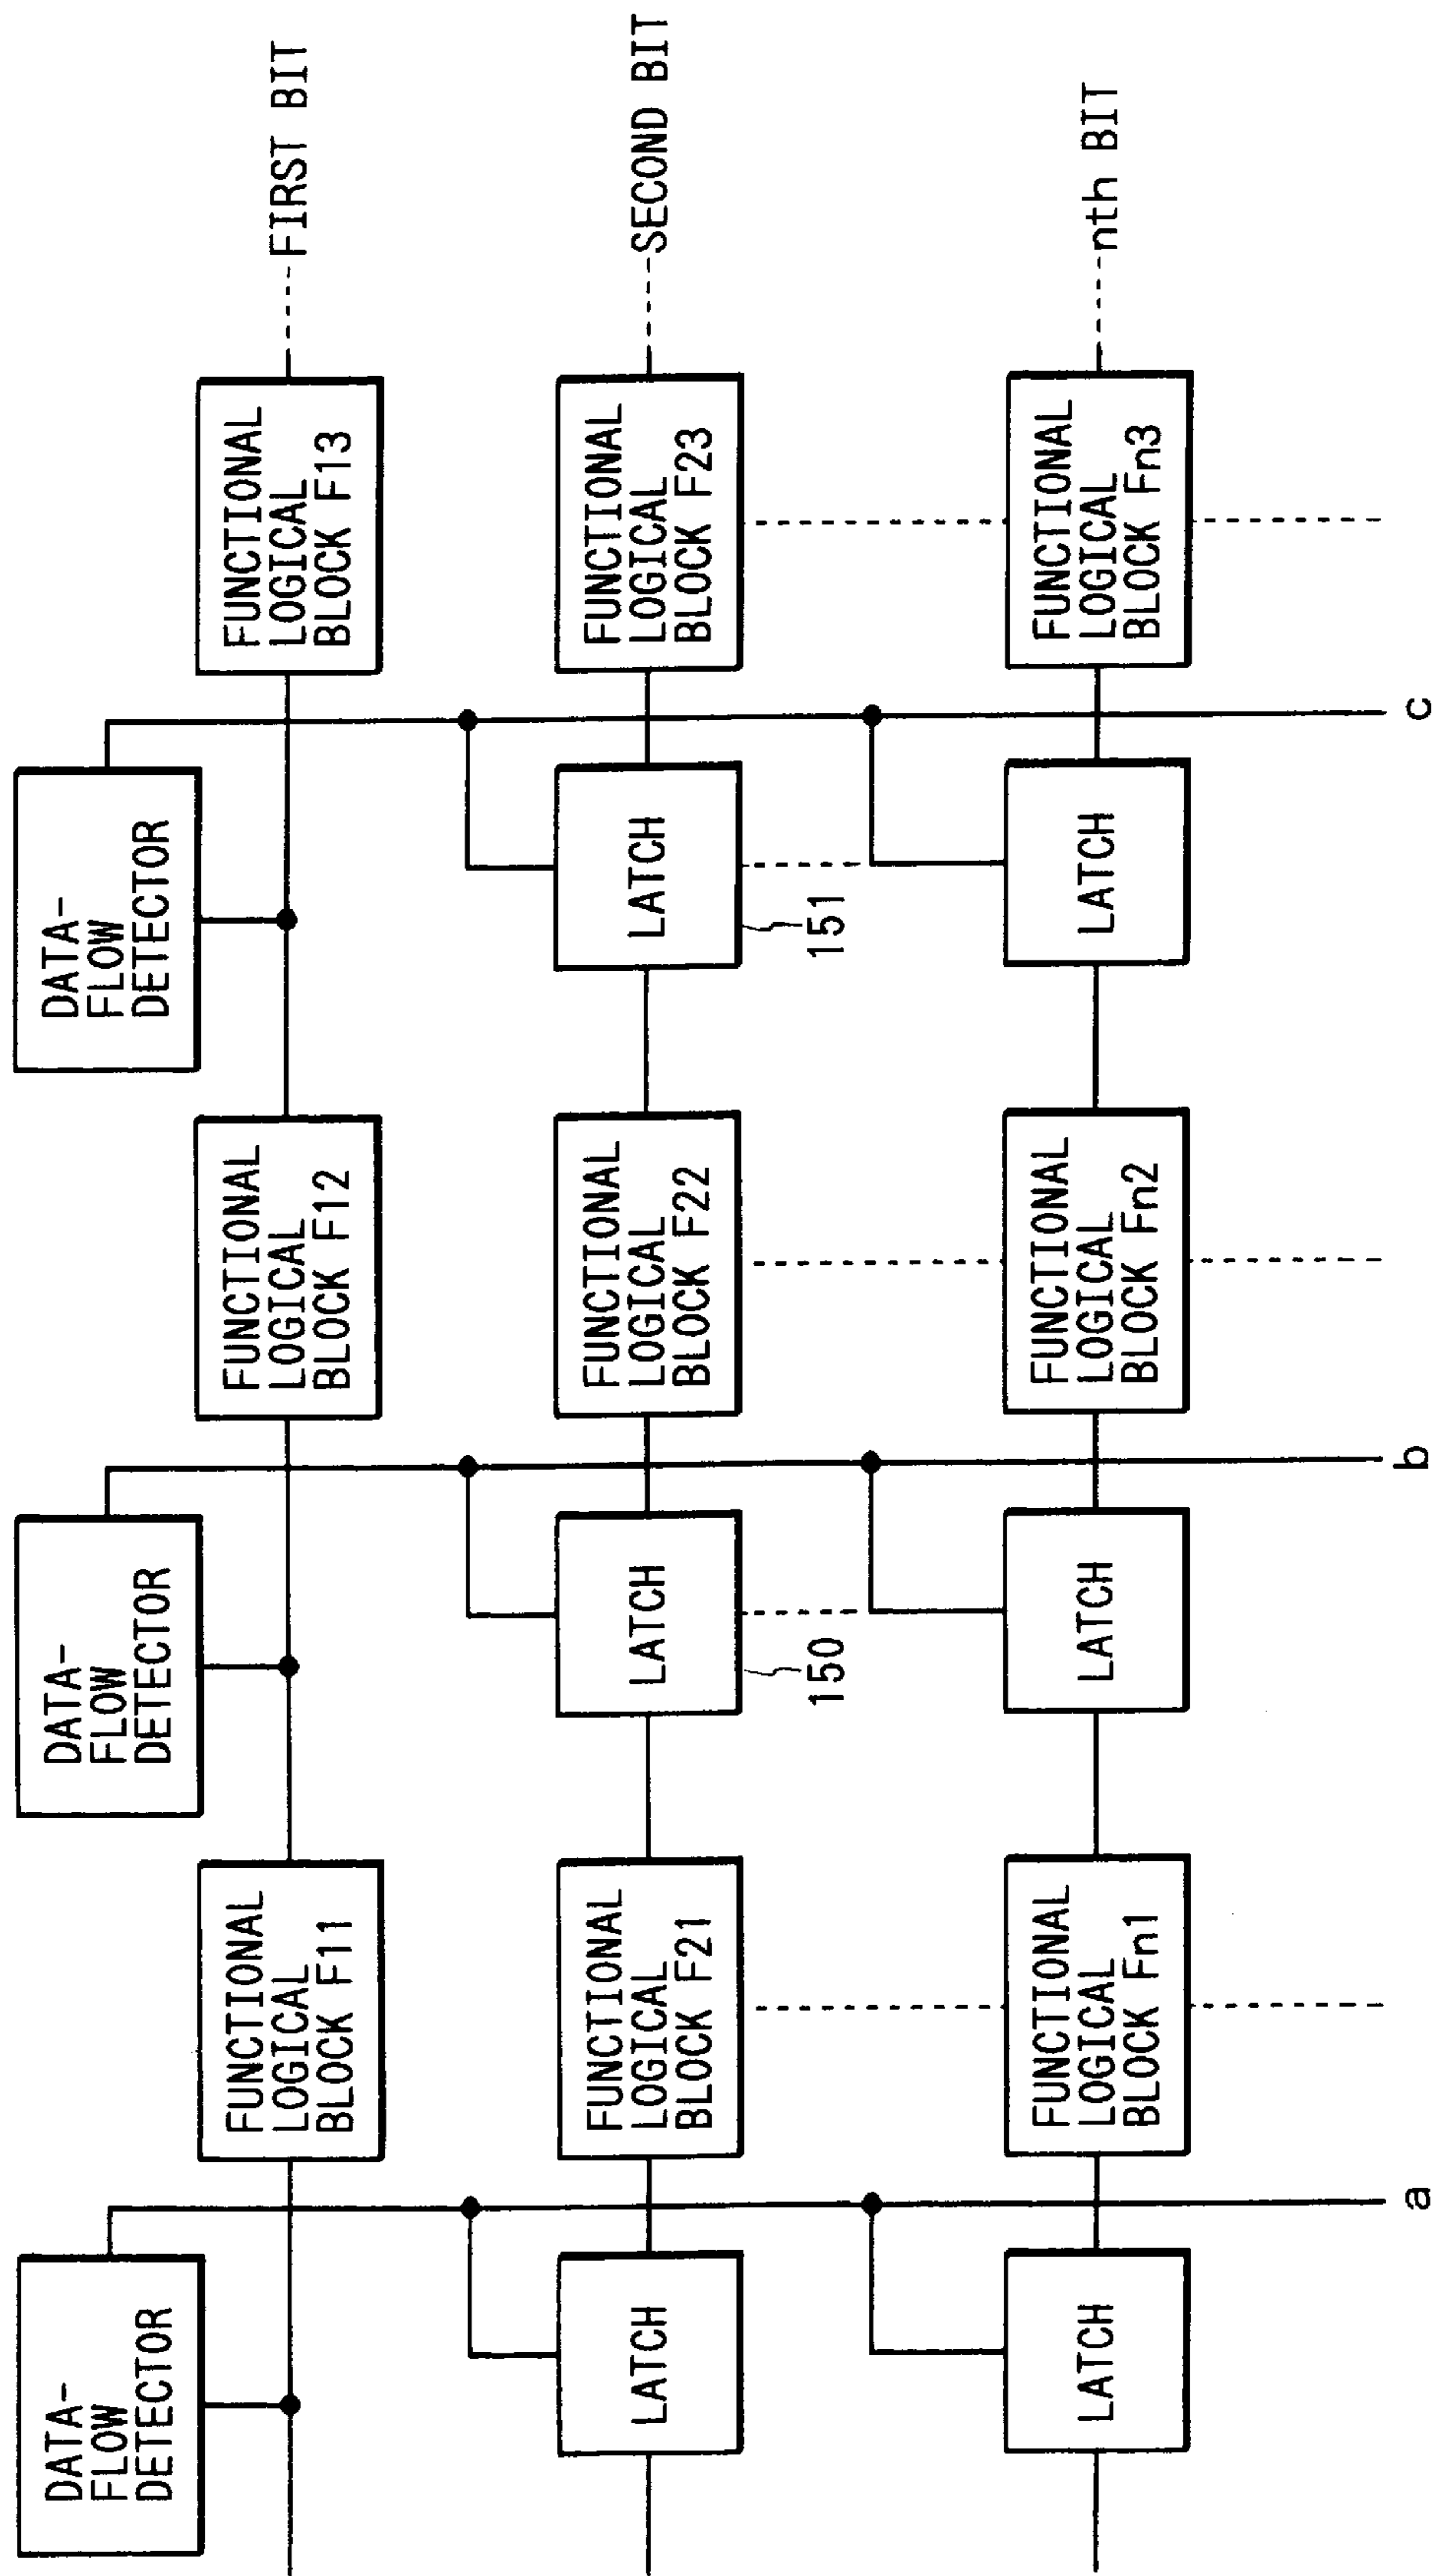 DATA-
FLOW
DETECTOR
DATA-
FLOW
DETECTOR
DATA-
FLOW
DETECTOR
FUNCTIONAL
LOGICAL
BLOCK F11
FUNCTIONAL
LOGICAL
BLOCK F12
FUNCTIONAL
LOGICAL
BLOCK F13
FIRST BIT
LATCH
FUNCTIONAL
LOGICAL
BLOCK F21
LATCH
150
FUNCTIONAL
LOGICAL
BLOCK F22
LATCH
151
FUNCTIONAL
LOGICAL
BLOCK F23
SECOND BIT
LATCH
FUNCTIONAL
LOGICAL
BLOCK Fn1
LATCH
FUNCTIONAL
LOGICAL
BLOCK Fn2
LATCH
FUNCTIONAL
LOGICAL
BLOCK Fn3
nth BIT
a
b
c